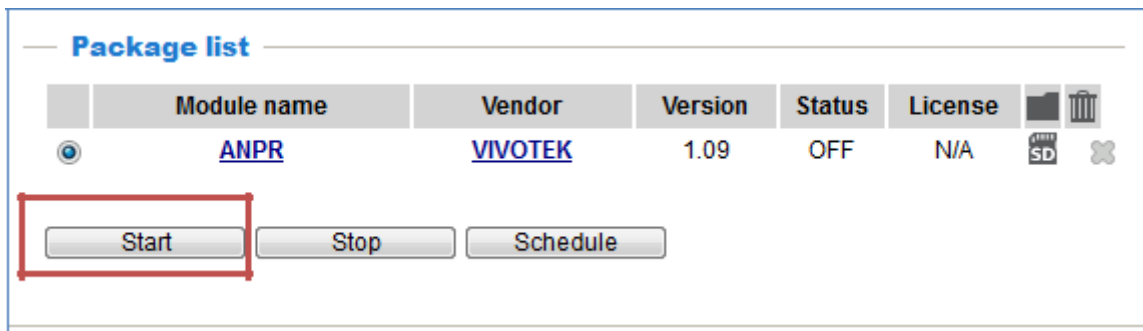 Package list
Module name Vendor Version Status License
ANPR VIVOTEK 1.09 OFF N/A SD
Start Stop Schedule